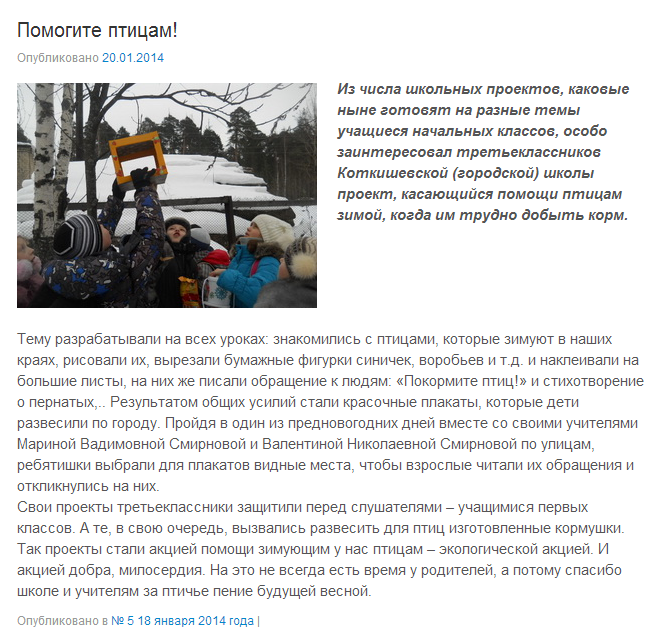 Помогите птицам!
Опубликовано 20.01.2014
Из числа школьных проектов, каковые
ныне готовят на разные темы
учащиеся начальных классов, особо
заинтересовал третьеклассников
Коткишевской (городской) школы
проект, касающийся помощи птицам
зимой, когда им трудно добыть корм.
Тему разрабатывали на всех уроках: знакомились с птицами, которые зимуют в наших
краях, рисовали их, вырезали бумажные фигурки синичек, воробьев и т.д. и наклеивали на
большие листы, на них же писали обращение к людям: «Покормите птиц!» и стихотворение
о пернатых,.. Результатом общих усилий стали красочные плакаты, которые дети
развесили по городу. Пройдя в один из предновогодних дней вместе со своими учителями
Мариной Вадимовной Смирновой и Валентиной Николаевной Смирновой по улицам,
ребятишки выбрали для плакатов видные места, чтобы взрослые читали их обращения и
откликнулись на них.
Свои проекты третьеклассники защитили перед слушателями – учащимися первых
классов. А те, в свою очередь, вызвались развесить для птиц изготовленные кормушки.
Так проекты стали акцией помощи зимующим у нас птицам – экологической акцией. И
акцией добра, милосердия. На это не всегда есть время у родителей, а потому спасибо
школе и учителям за птичье пение будущей весной.
Опубликовано в № 5 18 января 2014 года |